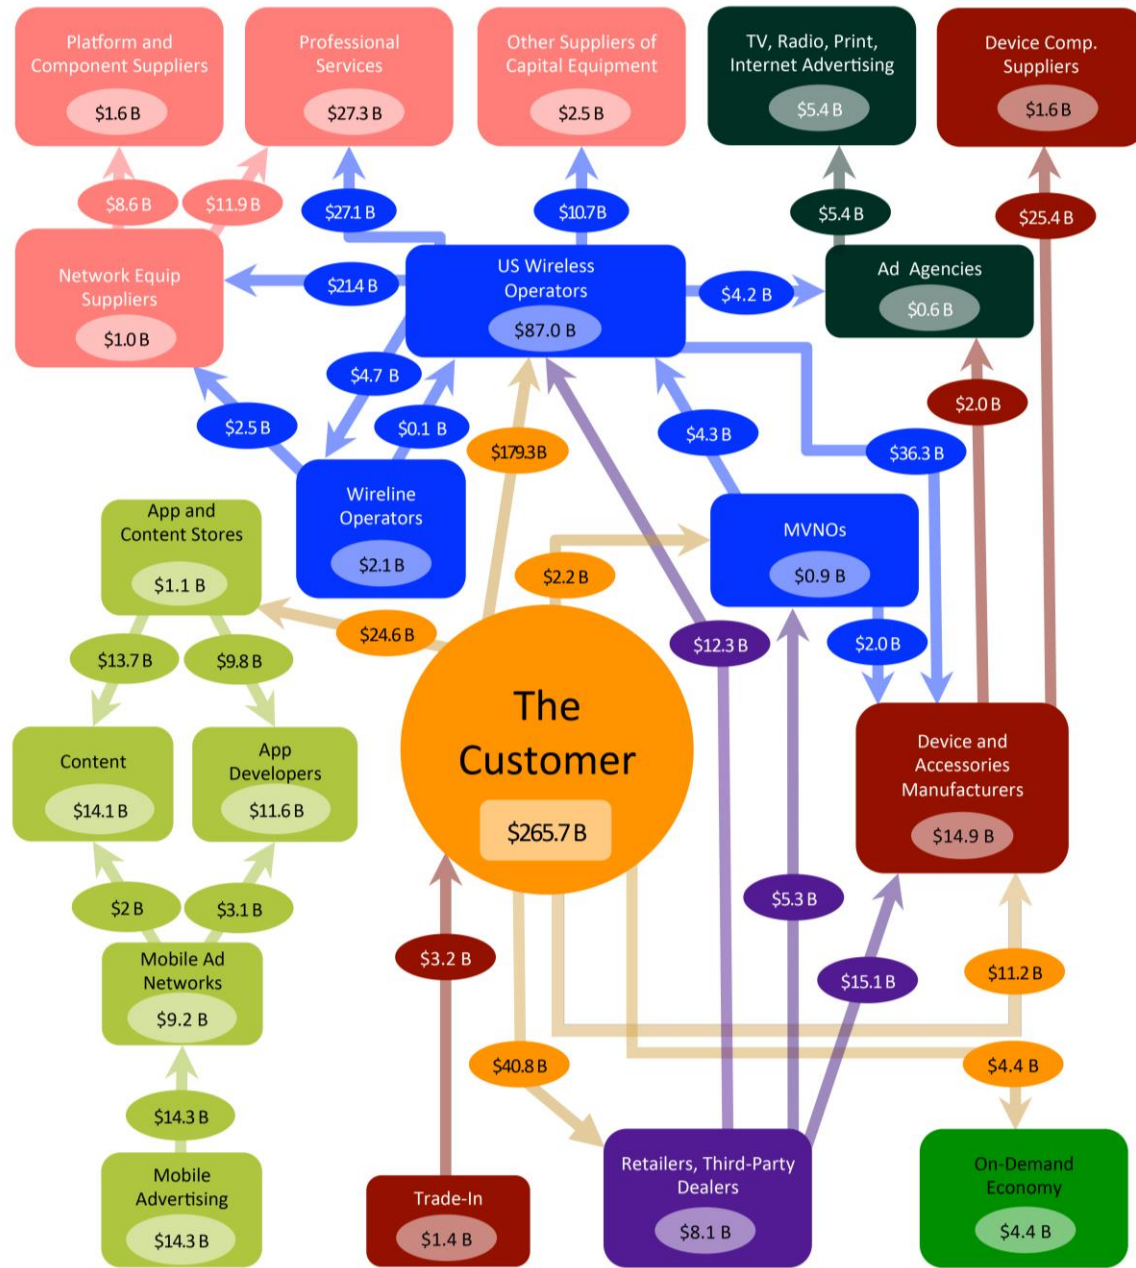 Platform and
Component Suppliers
$1.6 B
Professional
Services
$27.3 B
Other Suppliers of
Capital Equipment
$2.5 B
TV, Radio, Print,
Internet Advertising
$5.4 B
Device Comp.
Suppliers
$1.6 B
$8.6 B
$11.9 B
$27.1 B
$10.7 B
$5.4 B
$25.4 B
Network Equip
Suppliers
$1.0 B
$21.4 B
US Wireless
Operators
$87.0 B
$4.2 B
Ad Agencies
$0.6 B
$4.7 B
$2.5 B
$0.1 B
$179.3 B
$4.3 B
$2.0 B
$36.3 B
Wireline
Operators
$2.1 B
MVNOs
$0.9 B
App and
Content Stores
$1.1 B
$2.2 B
$24.6 B
$12.3 B
$2.0 B
$13.7 B
$9.8 B
Content
$14.1 B
App
Developers
$11.6 B
The
Customer
$265.7 B
Device and
Accessories
Manufacturers
$14.9 B
$2 B
$3.1 B
$5.3 B
Mobile Ad
Networks
$9.2 B
$3.2 B
$15.1 B
$11.2 B
$40.8 B
$4.4 B
$14.3 B
Mobile
Advertising
$14.3 B
Trade-In
$1.4 B
Retailers, Third-Party
Dealers
$8.1 B
On-Demand
Economy
$4.4 B